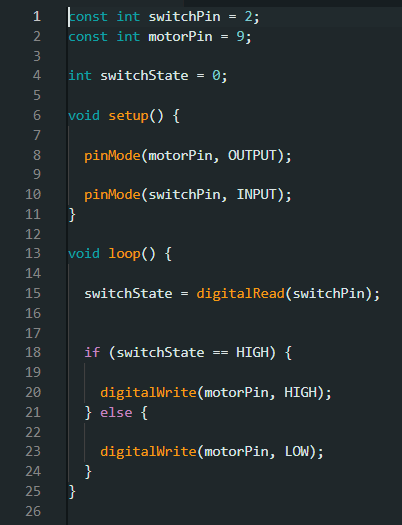 1 const int switchPin = 2;
2 const int motorPin = 9;
3
4 int switchState = 0;
5
6 void setup() {
7
8   pinMode(motorPin, OUTPUT);
9
10   pinMode(switchPin, INPUT);
11 }
12
13 void loop() {
14
15   switchState = digitalRead(switchPin);
16
17
18   if (switchState == HIGH) {
19
20     digitalWrite(motorPin, HIGH);
21   } else {
22
23     digitalWrite(motorPin, LOW);
24   }
25 }
26